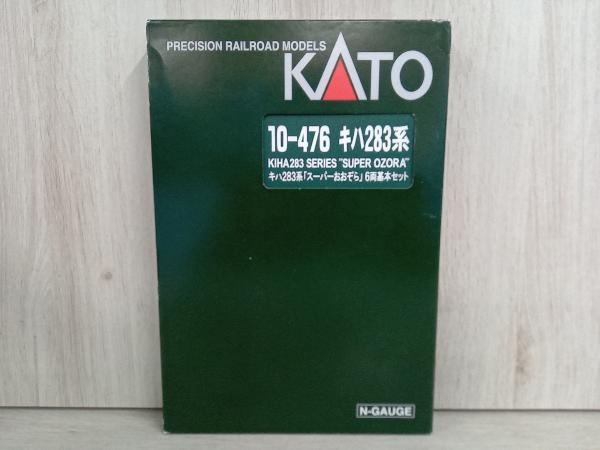 PRECISION RAILROAD MODELS
KATO
10-476 キハ283系
KIHA283 SERIES "SUPER OZORA"
キハ283系「スーパーおおぞら」6両基本セット
N-GAUGE